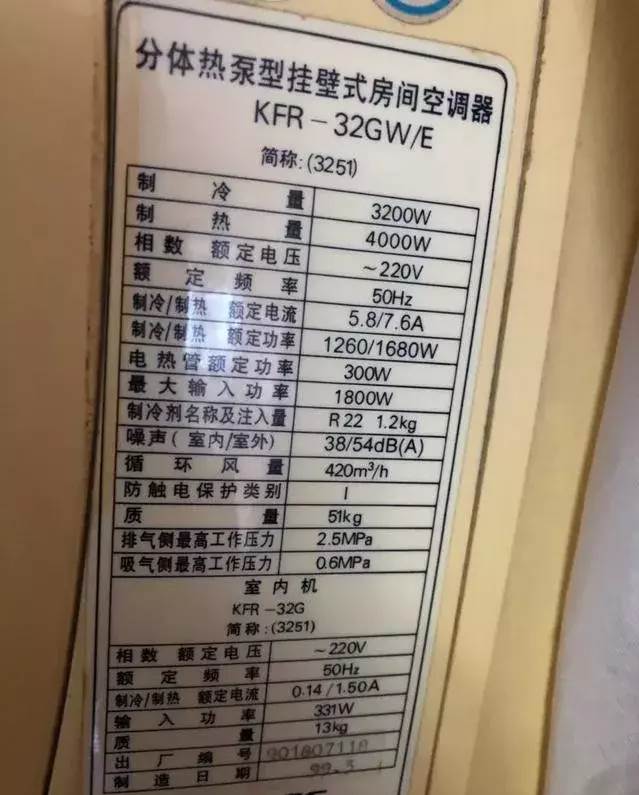 分体热泵型挂壁式房间空调器
KFR-32GW/E
简称:(3251)
制冷量 3200W
制热量 4000W
相数 额定电压 ~220V
额定频率 50Hz
制冷/制热 额定电流 5.8/7.6A
制冷/制热 额定功率 1260/1680W
电热管额定功率 300W
最大输入功率 1800W
制冷剂名称及注入量 R22 1.2kg
噪声(室内/室外) 38/54dB(A)
循环风量 420m³/h
防触电保护类别 I
质量 51kg
排气侧最高工作压力 2.5MPa
吸气侧最高工作压力 0.6MPa
室内机
KFR-32G
简称:(3251)
相数 额定电压 ~220V
额定频率 50Hz
制冷/制热 额定电流 0.14/1.50A
输入功率 331W
质量 13kg
出厂编号
制造日期 99.3